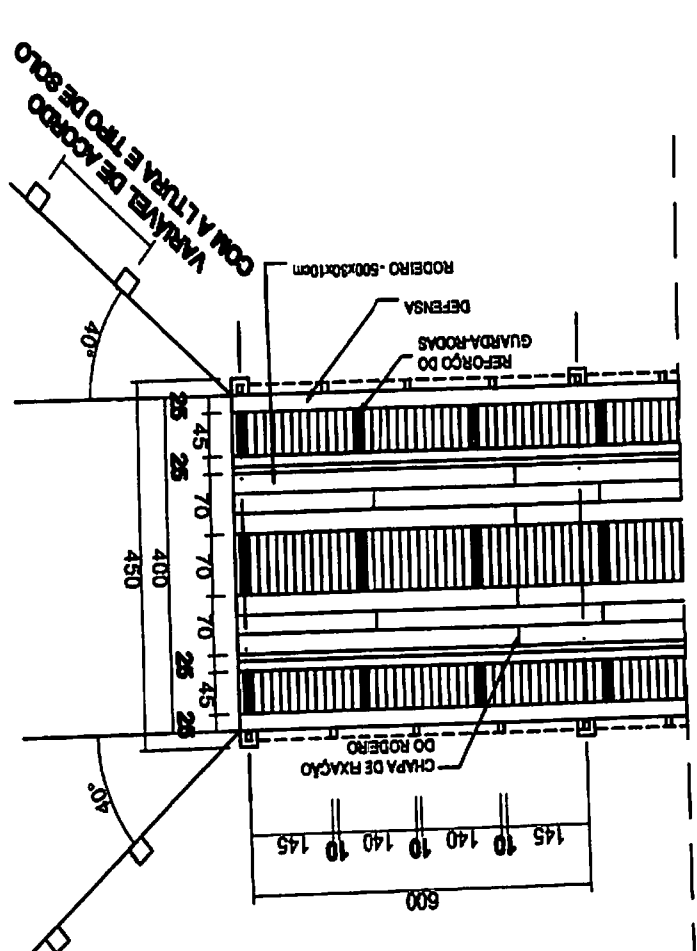 600
145 10 140 10 140 10 145
CHAPA DE FIXAÇÃO
DO RODEIRO
40°
25 45 25 70 70 70 25 45 25
400
450
REFORÇO DO
GUARDA-RODAS
DEFENSA
RODEIRO -500x30x10cm
40°
VARIÁVEL DE ACORDO
COM A LTURA E TIPO DE SOLO